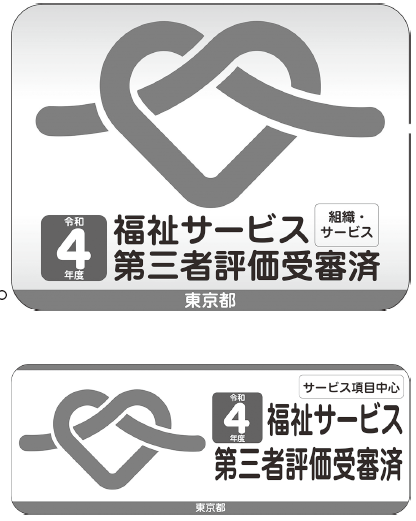 令和
4
年度
福祉サービス
組織・
サービス
第三者評価受審済
東京都
サービス項目中心
令和
4
年度
福祉サービス
第三者評価受審済
東京都